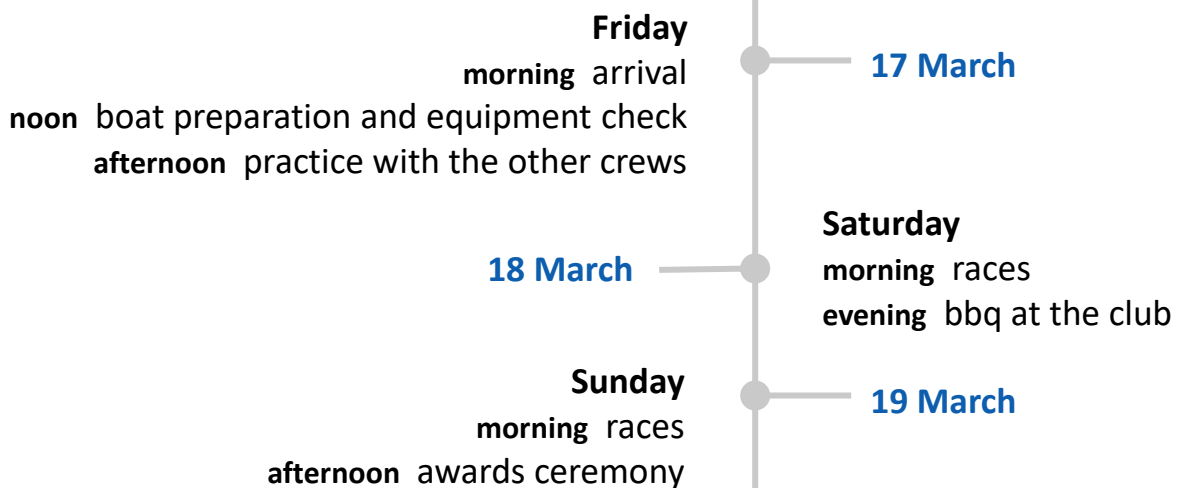 Friday
17 March
morning arrival
noon boat preparation and equipment check
afternoon practice with the other crews
Saturday
18 March
morning races
evening bbq at the club
Sunday
19 March
morning races
afternoon awards ceremony